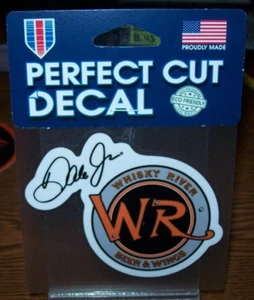 PROUDLY MADE
PERFECT CUT
DECAL
ECO FRIENDLY
Dale Jr.
WHISKY RIVER
WR
BEER & WINGS